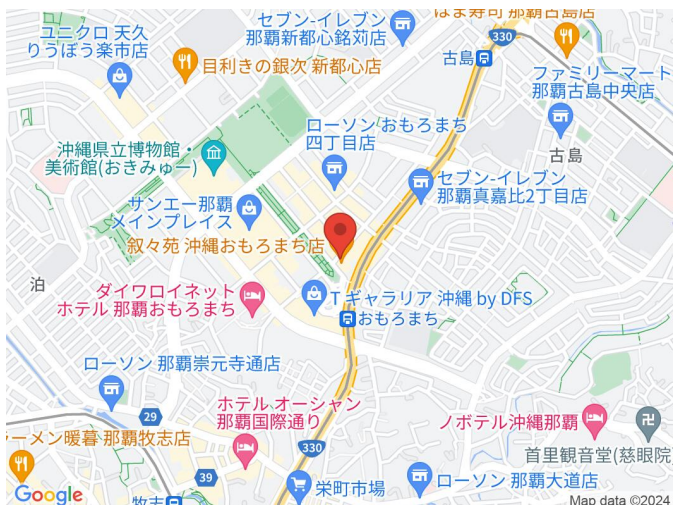 セブン-イレブン
那覇新都心銘苅店
はま寿司 那覇古島店
330
ユニクロ 天久
りうぼう楽市店
目利きの銀次 新都心店
古島
ファミリーマート
那覇古島中央店
ローソン おもろまち
四丁目店
沖縄県立博物館・
美術館(おきみゅー)
古島
セブン-イレブン
那覇真嘉比2丁目店
サンエー那覇
メインプレイス
叙々苑 沖縄おもろまち店
泊
ダイワロイネット
ホテル 那覇おもろまち
T ギャラリア 沖縄 by DFS
おもろまち
ローソン 那覇崇元寺通店
29
ホテル オーシャン
那覇国際通り
ノボテル沖縄那覇
ラーメン暖暮 那覇牧志店
330
首里観音堂(慈眼院)
39
栄町市場
ローソン 那覇大道店
牧志
Google
Map data ©2024